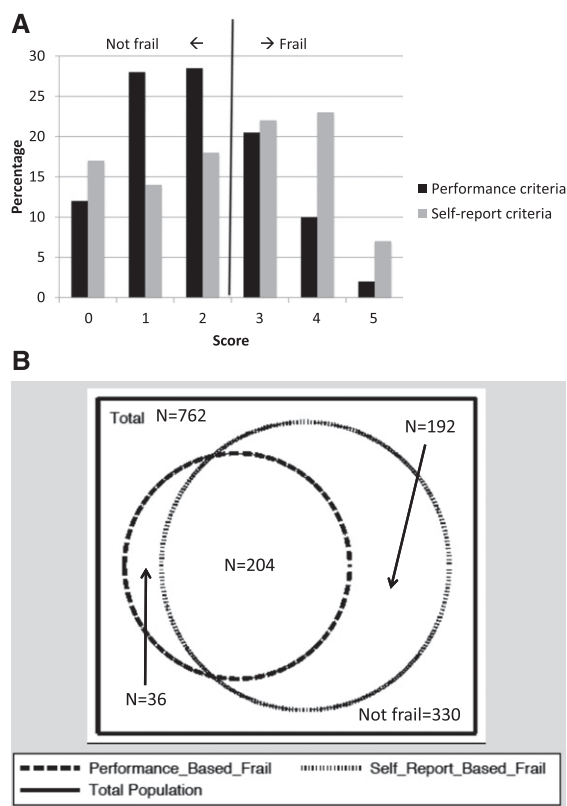 A
Not frail ← → Frail
30
25
20
15
10
5
0
Percentage
0 1 2 3 4 5
Score
Performance criteria
Self-report criteria
B
Total N=762
N=192
N=204
N=36
Not frail=330
Performance_Based_Frail Self_Report_Based_Frail
Total Population